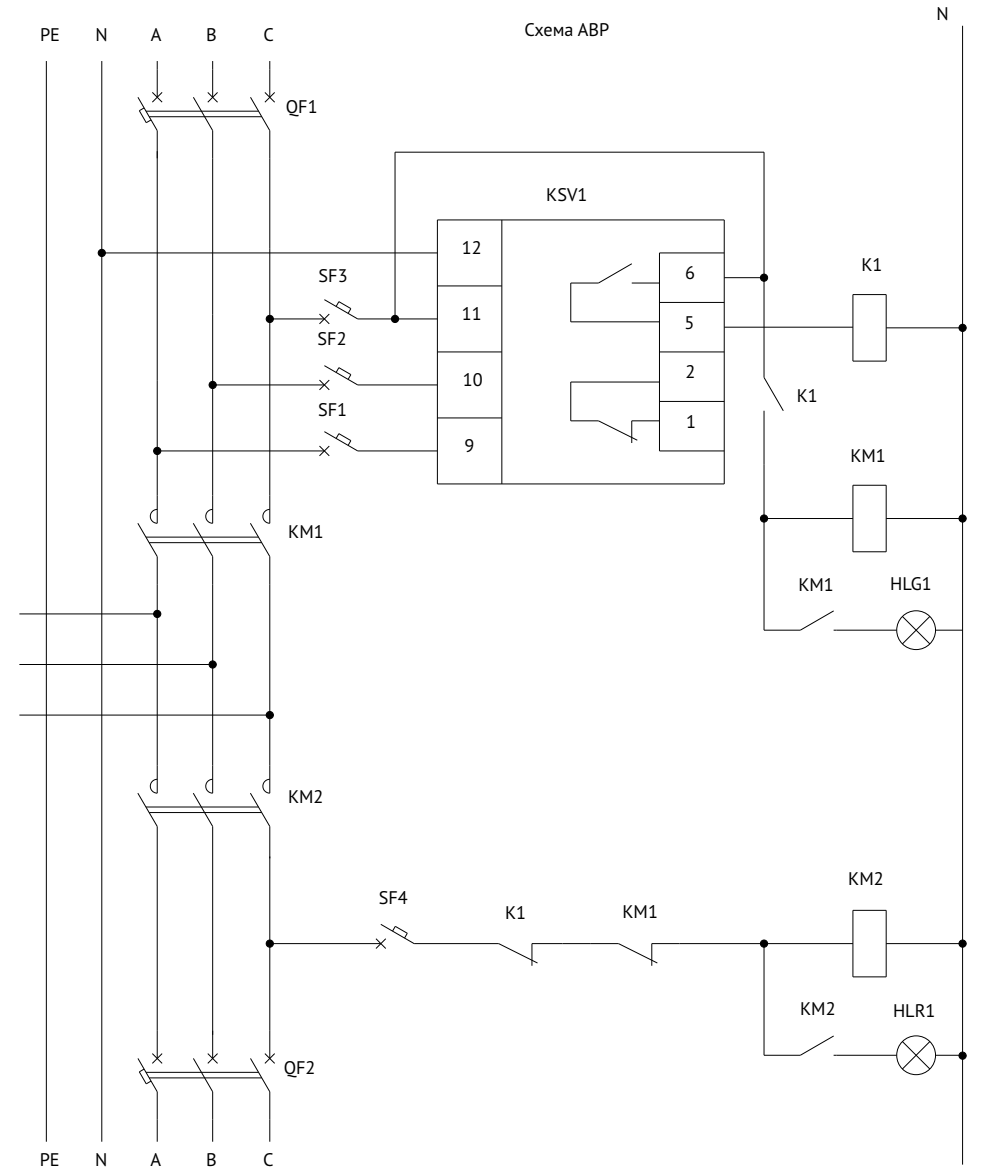 Схема АВР
N
PE N A B C
QF1
KSV1
12
SF3
6
K1
11
5
SF2
2
10
K1
SF1
1
9
KM1
KM1
KM1
HLG1
KM2
KM2
SF4
K1
KM1
KM2
HLR1
QF2
PE N A B C